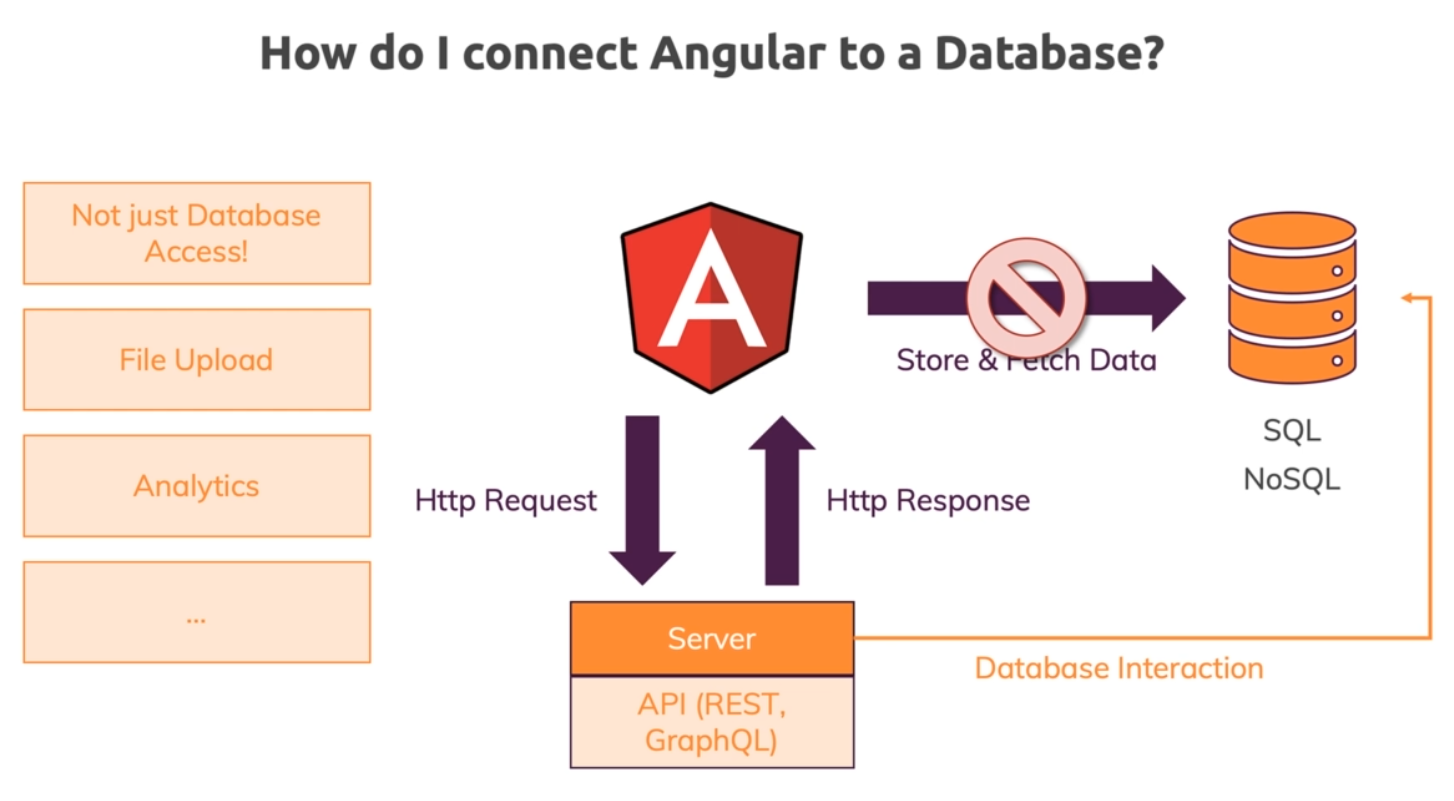 How do I connect Angular to a Database?
Not just Database
Access!
File Upload
Analytics
...
A
Store & Fetch Data
SQL
NoSQL
Http Request
Http Response
Server
API (REST,
GraphQL)
Database Interaction